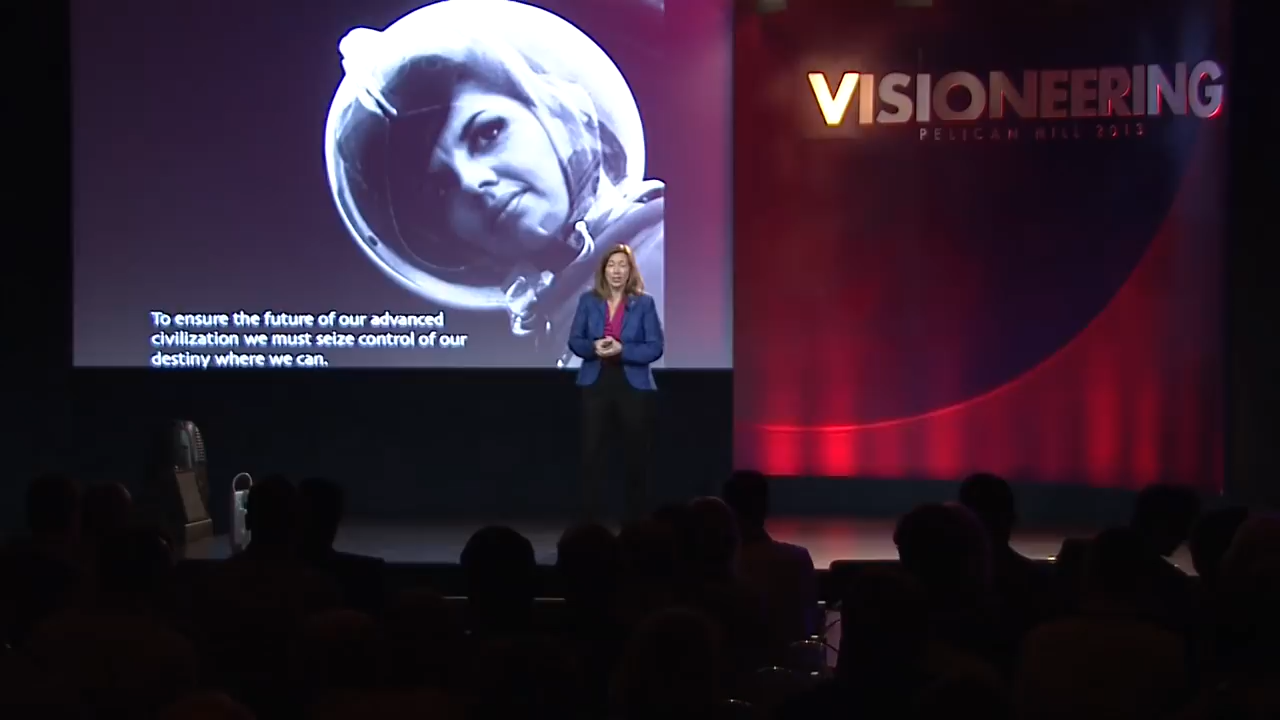 VISIONEERING
PELICAN HILL 2013
To ensure the future of our advanced
civilization we must seize control of our
destiny where we can.